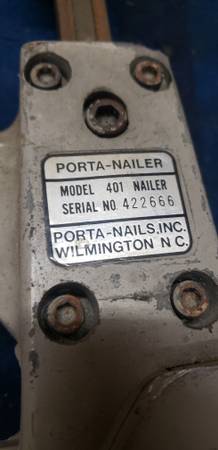 PORTA-NAILER
MODEL 401 NAILER
SERIAL NO. 422666
PORTA-NAILS, INC.
WILMINGTON N C.